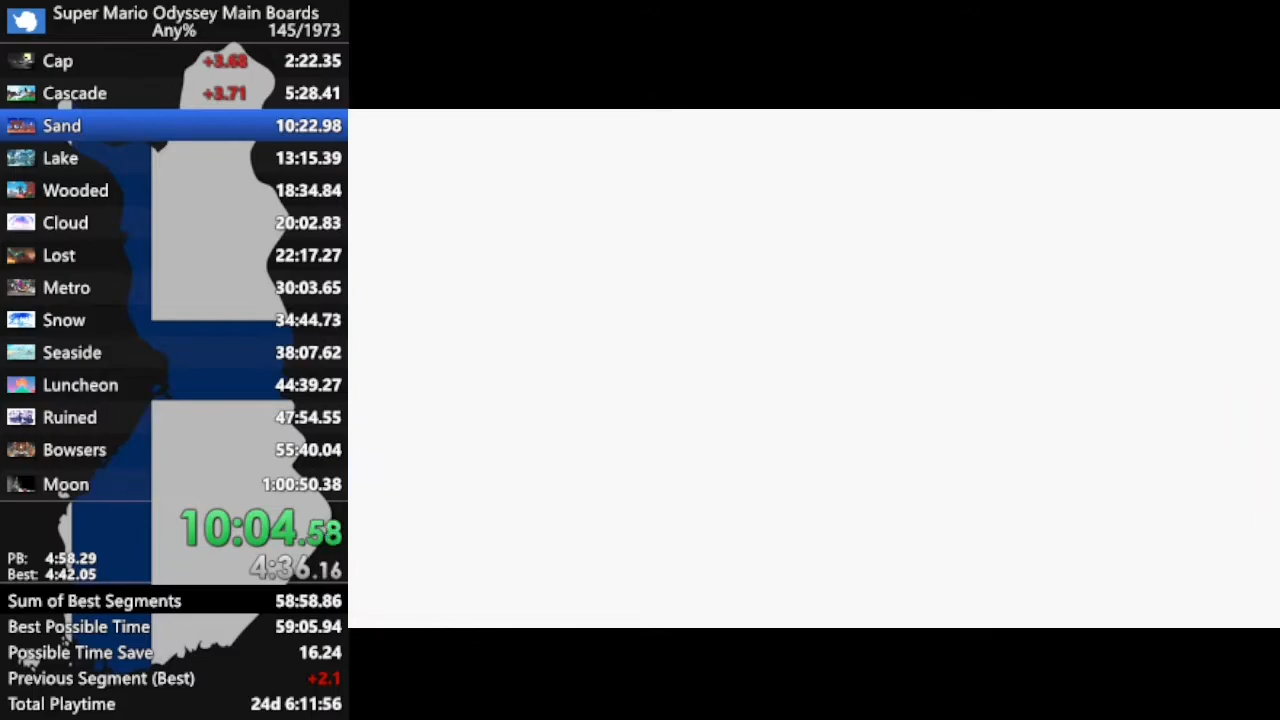 Super Mario Odyssey Main Boards
Any% 145/1973
Cap +3.68 2:22.35
Cascade +3.71 5:28.41
Sand 10:22.98
Lake 13:15.39
Wooded 18:34.84
Cloud 20:02.83
Lost 22:17.27
Metro 30:03.65
Snow 34:44.73
Seaside 38:07.62
Luncheon 44:39.27
Ruined 47:54.55
Bowsers 55:40.04
Moon 1:00:50.38
10:04.58
PB: 4:58.29
4:36.16
Best: 4:42.05
Sum of Best Segments 58:58.86
Best Possible Time 59:05.94
Possible Time Save 16.24
Previous Segment (Best) +2.1
Total Playtime 24d 6:11:56